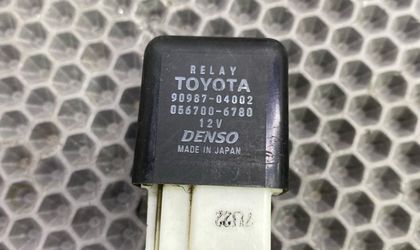 RELAY
TOYOTA
90987-04002
056700-6780
12V
DENSO
MADE IN JAPAN